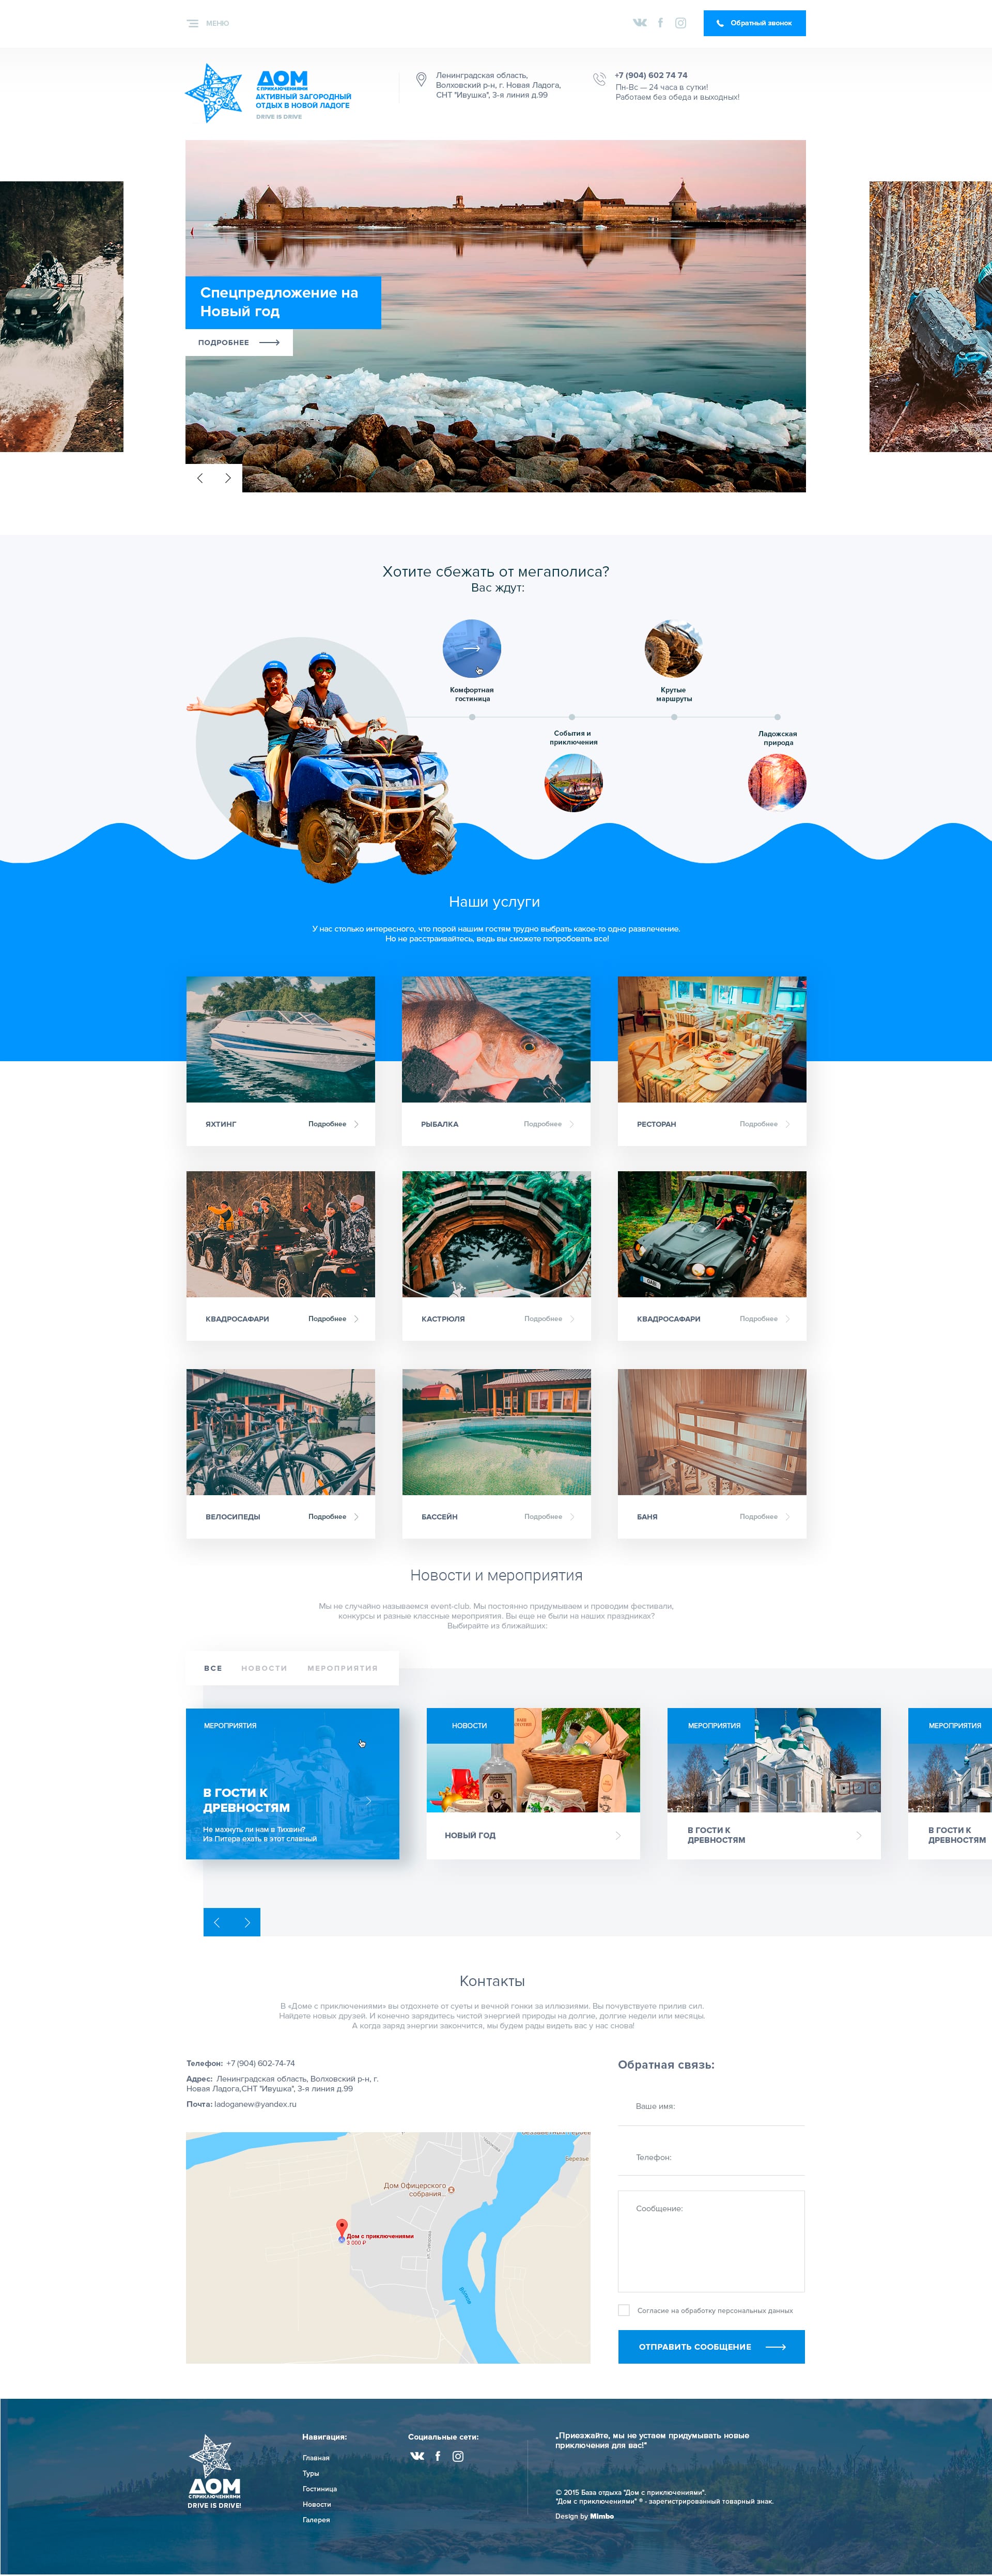 МЕНЮ
Обратный звонок
ДОМ
С ПРИКЛЮЧЕНИЯМИ
АКТИВНЫЙ ЗАГОРОДНЫЙ
ОТДЫХ В НОВОЙ ЛАДОГЕ
DRIVE IS DRIVE
Ленинградская область,
Волховский р-н, г. Новая Ладога,
СНТ "Ивушка", 3-я линия д.99
+7 (904) 602 74 74
Пн-Вс — 24 часа в сутки!
Работаем без обеда и выходных!
Спецпредложение на
Новый год
ПОДРОБНЕЕ
Хотите сбежать от мегаполиса?
Вас ждут:
Комфортная
гостиница
Крутые
маршруты
События и
приключения
Ладожская
природа
Наши услуги
У нас столько интересного, что порой нашим гостям трудно выбрать какое-то одно развлечение.
Но не расстраивайтесь, ведь вы сможете попробовать все!
ЯХТИНГ Подробнее
РЫБАЛКА Подробнее
РЕСТОРАН Подробнее
КВАДРОСАФАРИ Подробнее
КАСТРЮЛЯ Подробнее
КВАДРОСАФАРИ Подробнее
ВЕЛОСИПЕДЫ Подробнее
БАССЕЙН Подробнее
БАНЯ Подробнее
Новости и мероприятия
Мы не случайно называемся event-club. Мы постоянно придумываем и проводим фестивали,
конкурсы и разные классные мероприятия. Вы еще не были на наших праздниках?
Выбирайте из ближайших:
ВСЕ НОВОСТИ МЕРОПРИЯТИЯ
МЕРОПРИЯТИЯ
В ГОСТИ К
ДРЕВНОСТЯМ
Не махнуть ли нам в Тихвин?
Из Питера ехать в этот славный
НОВОСТИ
НОВЫЙ ГОД
МЕРОПРИЯТИЯ
В ГОСТИ К
ДРЕВНОСТЯМ
МЕРОПРИЯТИЯ
В ГОСТИ К
ДРЕВНОСТЯМ
Контакты
В «Доме с приключениями» вы отдохнете от суеты и вечной гонки за иллюзиями. Вы почувствуете прилив сил.
Найдете новых друзей. И конечно зарядитесь чистой энергией природы на долгие, долгие недели или месяцы.
А когда заряд энергии закончится, мы будем рады видеть вас у нас снова!
Телефон: +7 (904) 602-74-74
Адрес: Ленинградская область, Волховский р-н, г.
Новая Ладога,СНТ "Ивушка", 3-я линия д.99
Почта: ladoganew@yandex.ru
Березье
Дом Офицерского
собрания...
Дом с приключениями
3 000 ₽
Обратная связь:
Ваше имя:
Телефон:
Сообщение:
Согласие на обработку персональных данных
ОТПРАВИТЬ СООБЩЕНИЕ
ДОМ
С ПРИКЛЮЧЕНИЯМИ
DRIVE IS DRIVE!
Навигация:
Главная
Туры
Гостиница
Новости
Галерея
Социальные сети:
„Приезжайте, мы не устаем придумывать новые
приключения для вас!“
© 2015 База отдыха "Дом с приключениями".
"Дом с приключениями" ® - зарегистрированный товарный знак.
Design by Mimbo